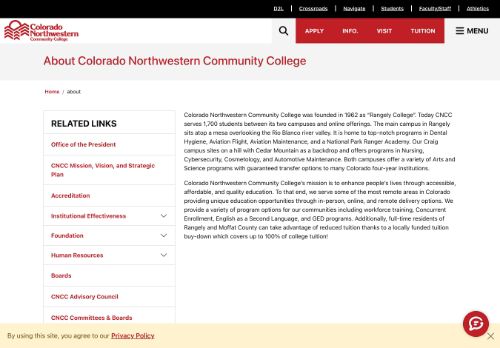 D2L Crossroads Navigate Students Faculty/Staff Athletics
Colorado
Northwestern
Community College
APPLY INFO. VISIT TUITION MENU
About Colorado Northwestern Community College
Home / about
RELATED LINKS
Office of the President
CNCC Mission, Vision, and Strategic
Plan
Accreditation
Institutional Effectiveness
Foundation
Human Resources
Boards
CNCC Advisory Council
CNCC Committees & Boards
Colorado Northwestern Community College was founded in 1962 as "Rangely College". Today CNCC
serves 1,700 students between its two campuses and online offerings. The main campus in Rangely
sits atop a mesa overlooking the Rio Blanco river valley. It is home to top-notch programs in Dental
Hygiene, Aviation Flight, Aviation Maintenance, and a National Park Ranger Academy. Our Craig
campus sites on a hill with Cedar Mountain as a backdrop and offers programs in Nursing,
Cybersecurity, Cosmetology, and Automotive Maintenance. Both campuses offer a variety of Arts and
Science programs with guaranteed transfer options to many Colorado four-year institutions.
Colorado Northwestern Community College's mission is to enhance people's lives through accessible,
affordable, and quality education. To that end, we serve some of the most remote areas in Colorado
providing unique education opportunities through in-person, online, and remote delivery options. We
provide a variety of program options for our communities including workforce training, Concurrent
Enrollment, English as a Second Language, and GED programs. Additionally, full-time residents of
Rangely and Moffat County can take advantage of reduced tuition thanks to a locally funded tuition
buy-down which covers up to 100% of college tuition!
By using this site, you agree to our Privacy Policy